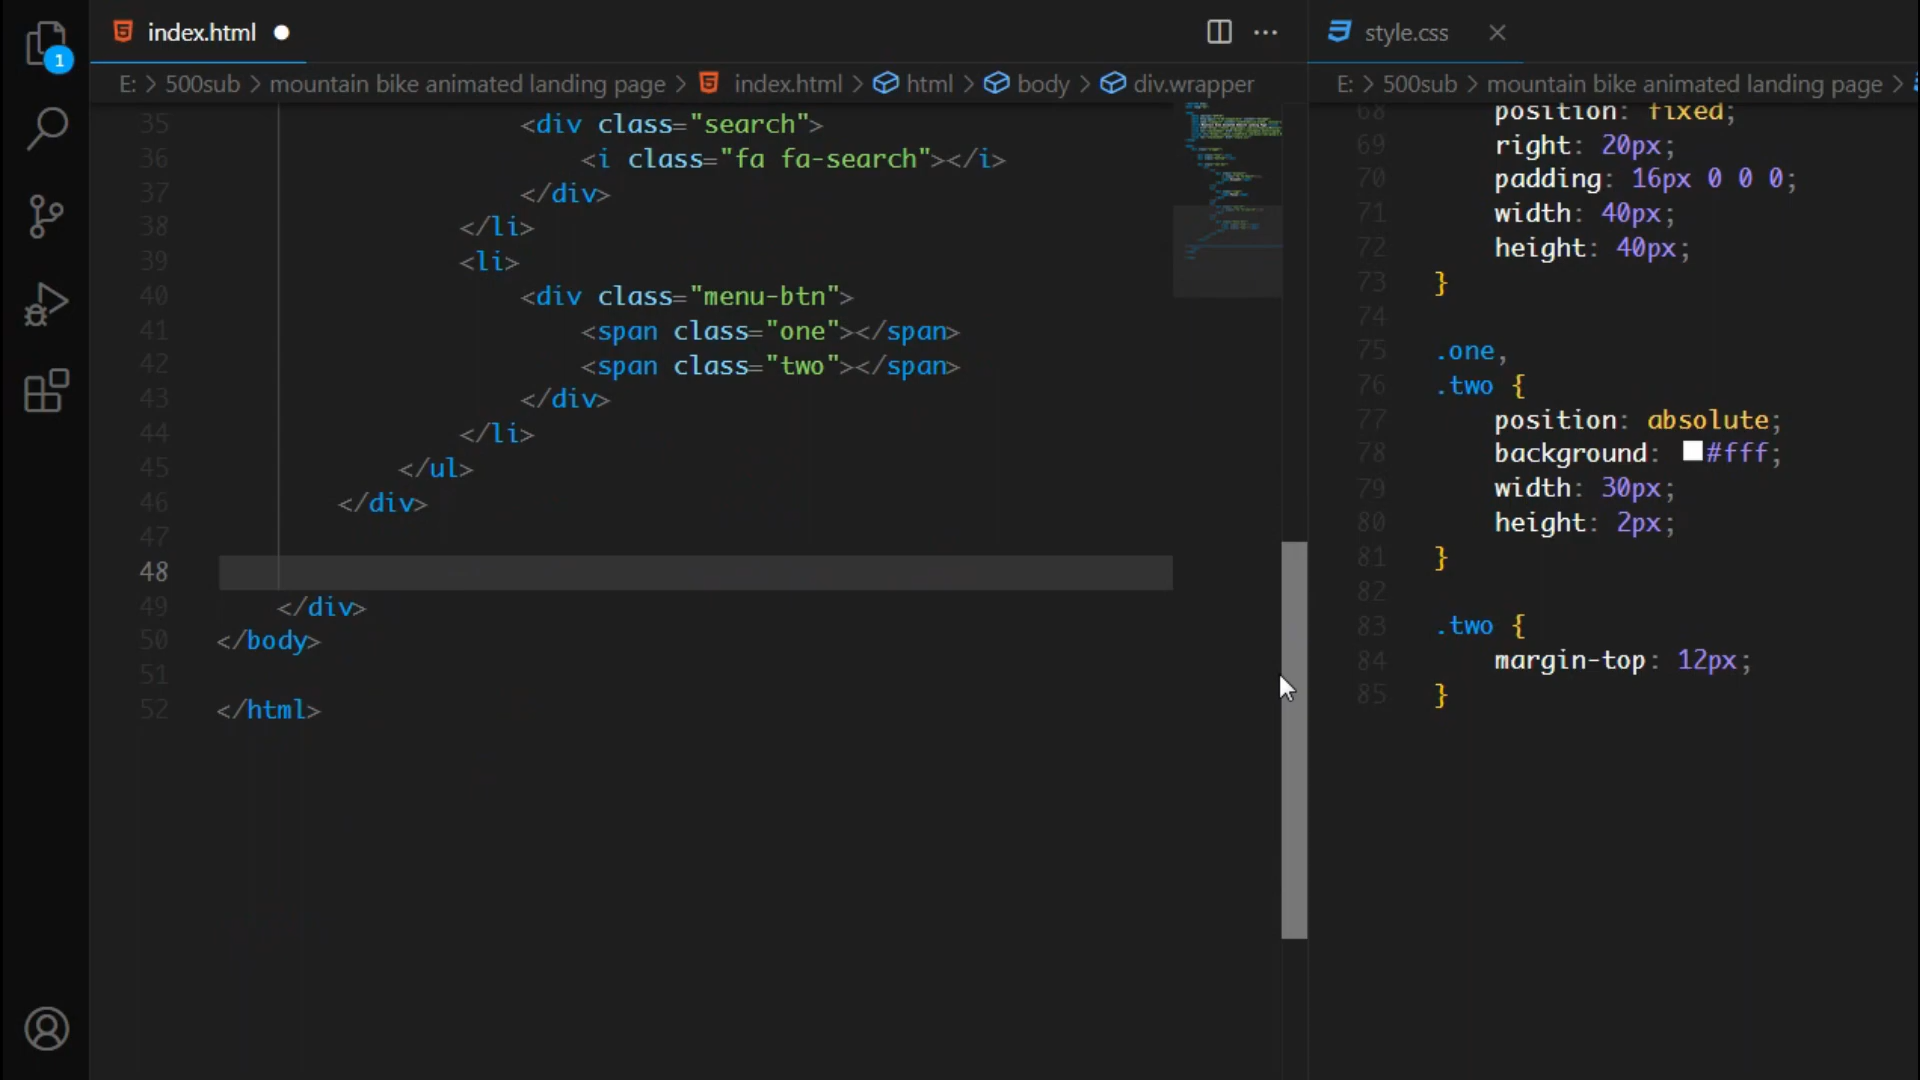 index.html
E: > 500sub > mountain bike animated landing page > index.html > html > body > div.wrapper
35 <div class="search">
36 <i class="fa fa-search"></i>
37 </div>
38 </li>
39 <li>
40 <div class="menu-btn">
41 <span class="one"></span>
42 <span class="two"></span>
43 </div>
44 </li>
45 </ul>
46 </div>
47
48
49 </div>
50 </body>
51
52 </html>
style.css
E: > 500sub > mountain bike animated landing page >
68 position: fixed;
69 right: 20px;
70 padding: 16px 0 0 0;
71 width: 40px;
72 height: 40px;
73 }
74
75 .one,
76 .two {
77 position: absolute;
78 background: #fff;
79 width: 30px;
80 height: 2px;
81 }
82
83 .two {
84 margin-top: 12px;
85 }
1